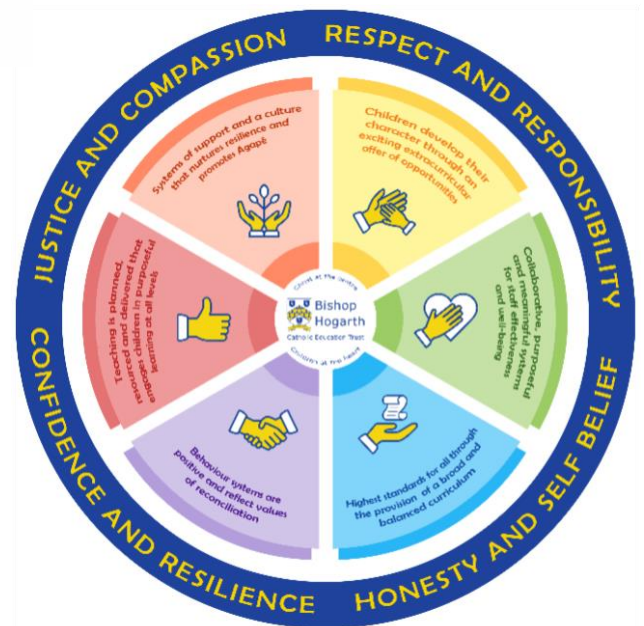 JUSTICE AND COMPASSION
RESPECT AND RESPONSIBILITY
HONESTY AND SELF BELIEF
CONFIDENCE AND RESILIENCE
Systems of support and a culture
that nurtures resilience and
promotes Agapé
Children develop their
character through an
exciting extracurricular
offer of opportunities
Collaborative, purposeful
and meaningful systems
for staff effectiveness
and well-being
Highest standards for all through
the provision of a broad and
balanced curriculum
Behaviour systems are
positive and reflect values
of reconciliation
Teaching is planned,
resourced and delivered that
engages children in purposeful
learning at all levels
Christ at the centre
Bishop
Hogarth
Catholic Education Trust
Children at the heart